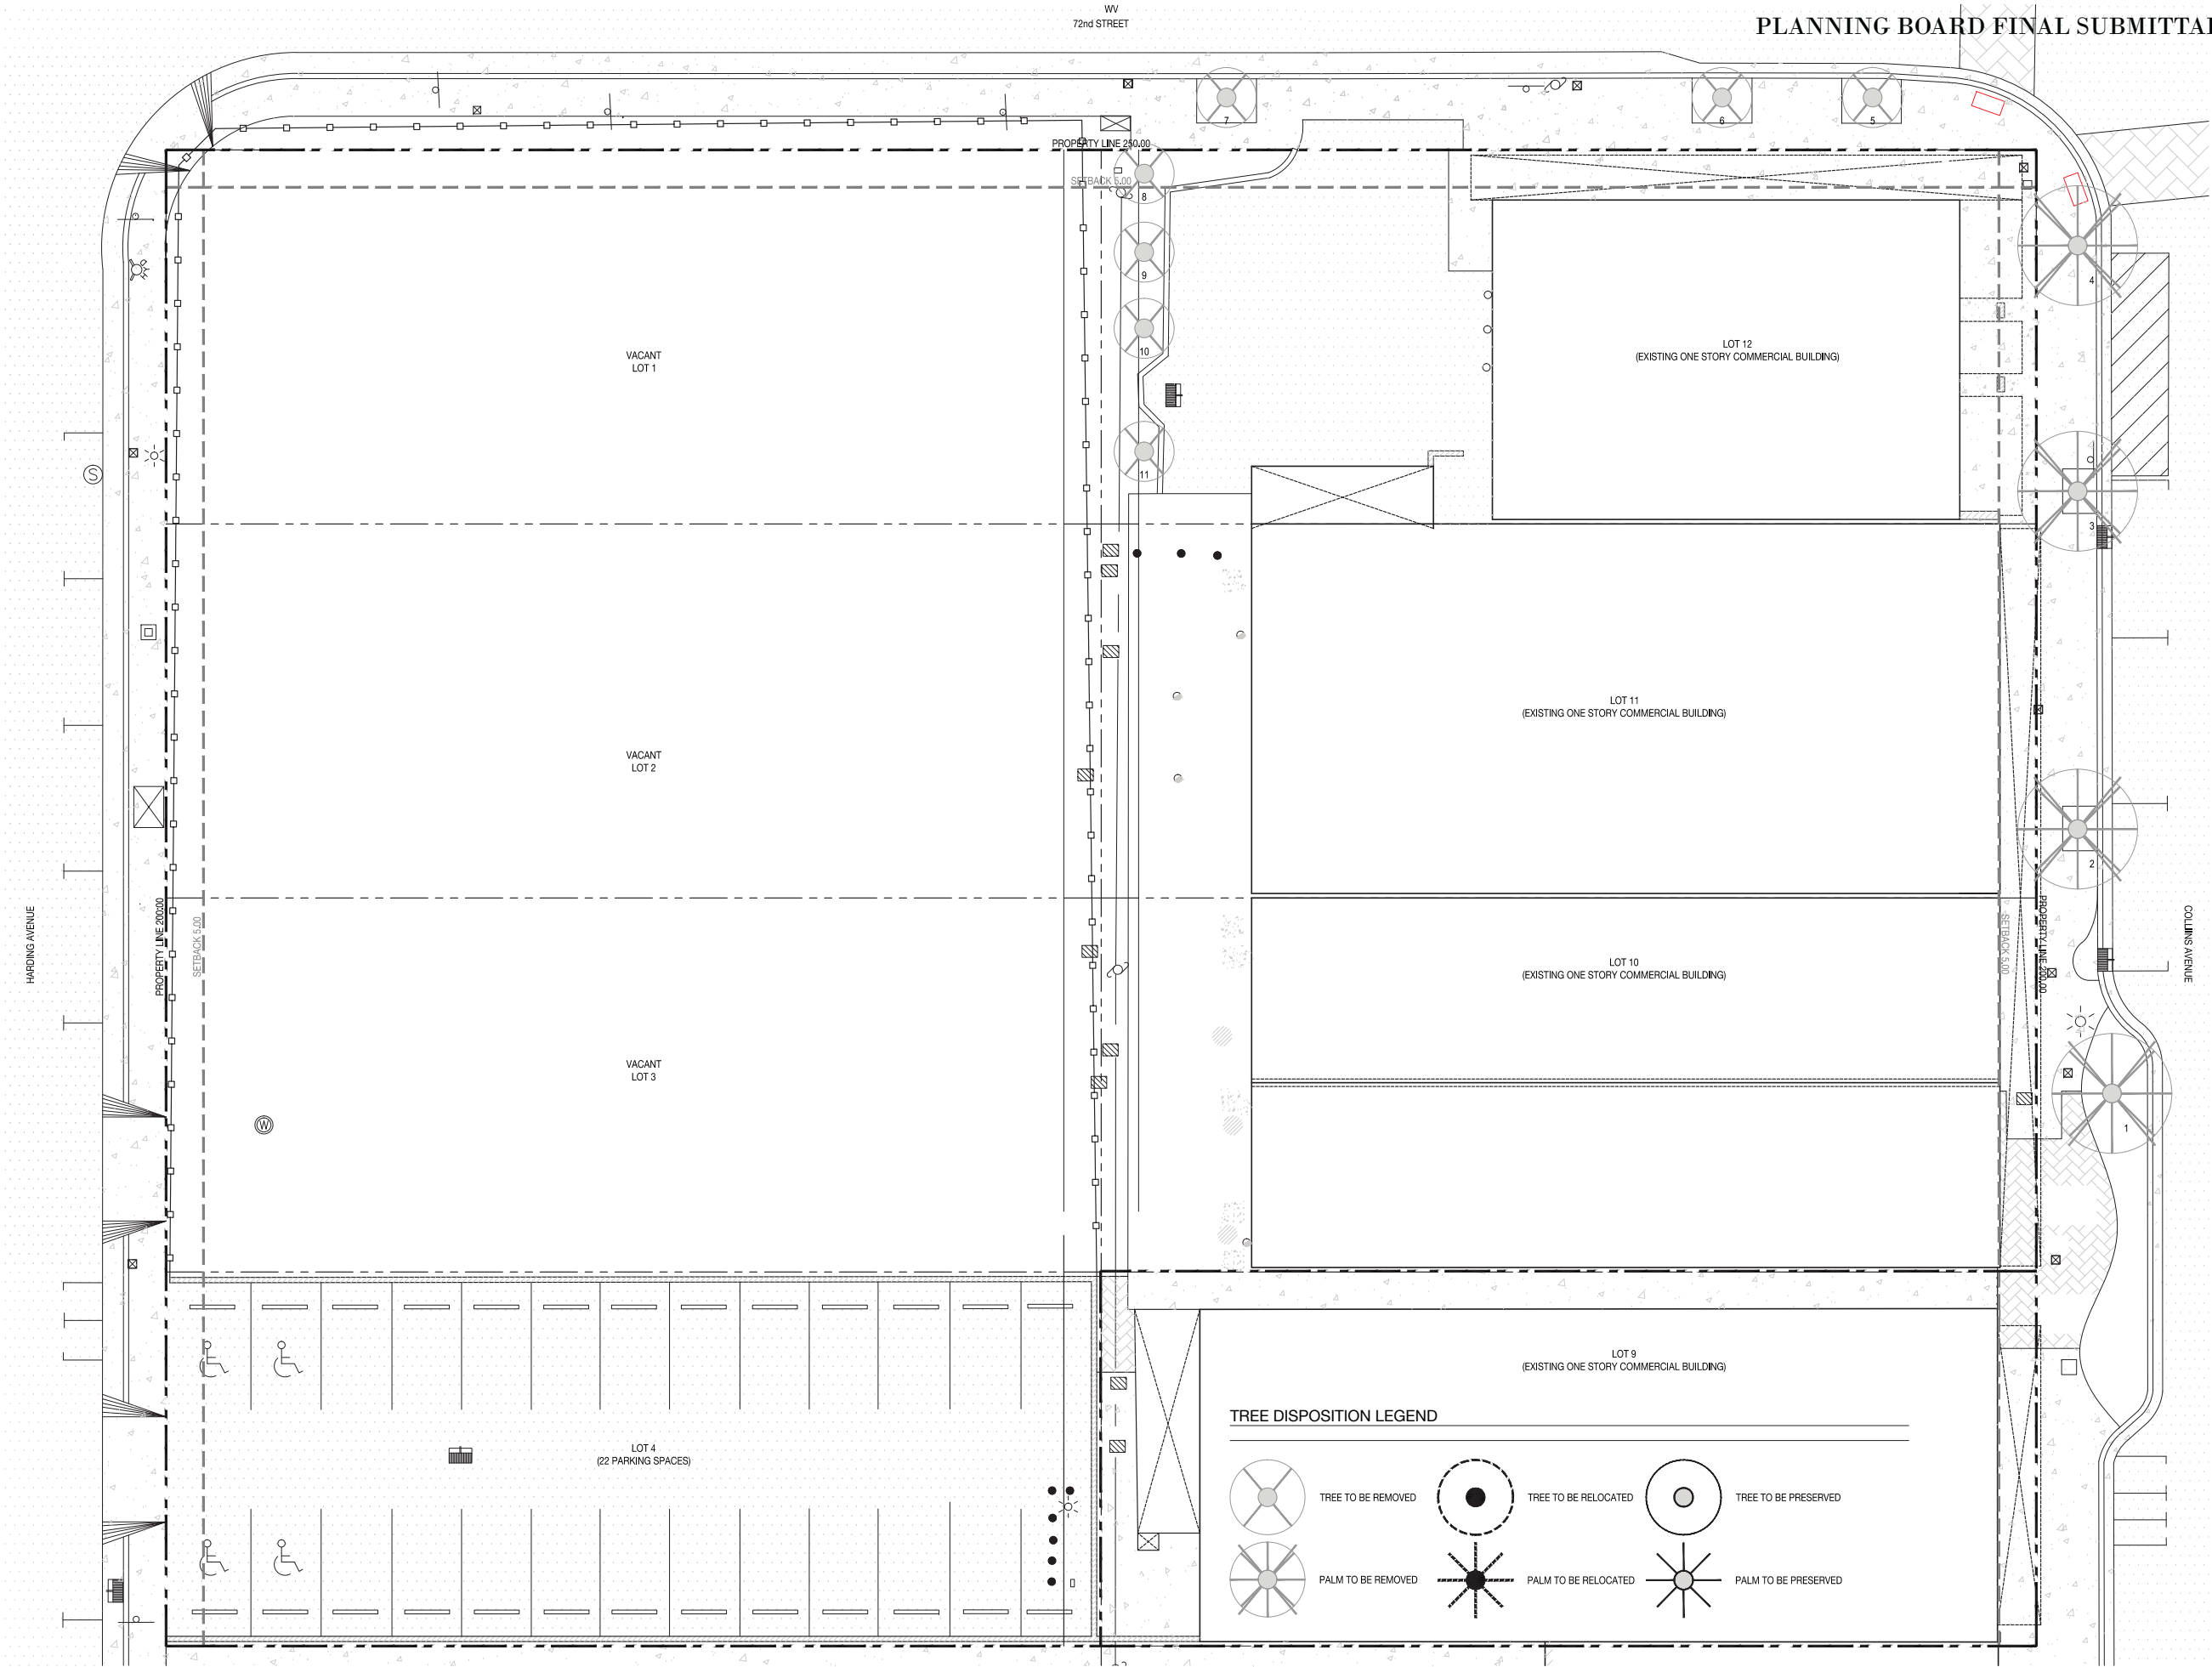 WV
72nd STREET
PLANNING BOARD FINAL SUBMITTAL
7
6
5
PROPERTY LINE 250.00
SETBACK 5.00
8
9
10
11
4
3
2
1
VACANT
LOT 1
LOT 12
(EXISTING ONE STORY COMMERCIAL BUILDING)
S
VACANT
LOT 2
LOT 11
(EXISTING ONE STORY COMMERCIAL BUILDING)
HARDING AVENUE
PROPERTY LINE 200.00
SETBACK 5.00
LOT 10
(EXISTING ONE STORY COMMERCIAL BUILDING)
SETBACK 5.00
PROPERTY LINE 200.00
COLLINS AVENUE
VACANT
LOT 3
W
LOT 9
(EXISTING ONE STORY COMMERCIAL BUILDING)
LOT 4
(22 PARKING SPACES)
TREE DISPOSITION LEGEND
TREE TO BE REMOVED
TREE TO BE RELOCATED
TREE TO BE PRESERVED
PALM TO BE REMOVED
PALM TO BE RELOCATED
PALM TO BE PRESERVED